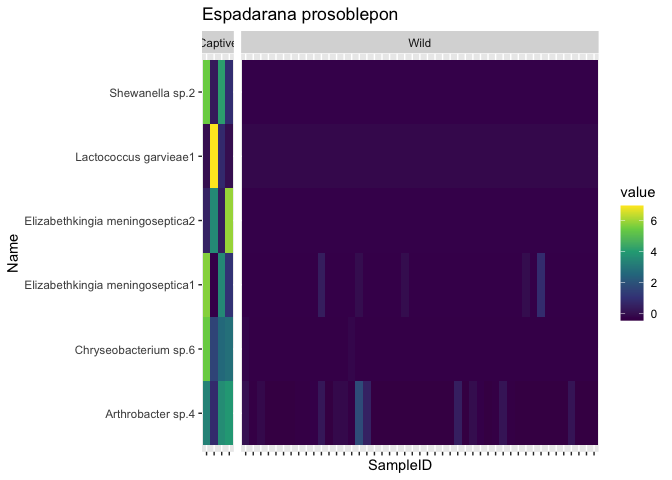 Espadarana prosoblepon
Captive
Wild
Shewanella sp.2
Lactococcus garvieae1
Elizabethkingia meningoseptica2
Elizabethkingia meningoseptica1
Chryseobacterium sp.6
Arthrobacter sp.4
Name
SampleID
value
6
4
2
0